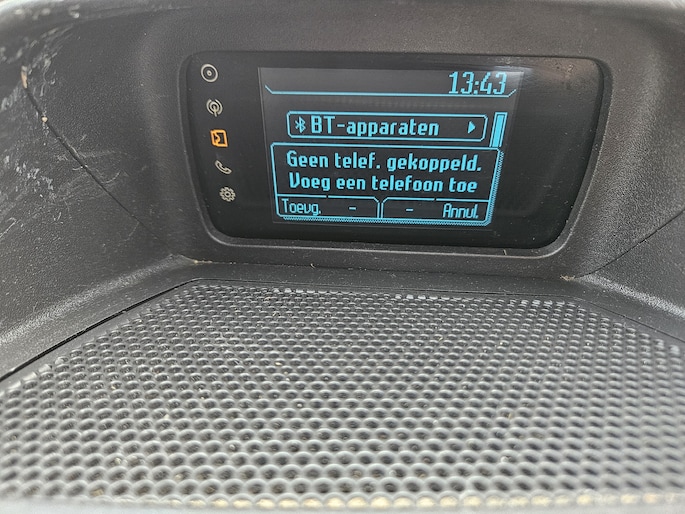 13:43
BT-apparaten
Geen telef. gekoppeld.
Voeg een telefoon toe
Toevg. - - Annul.